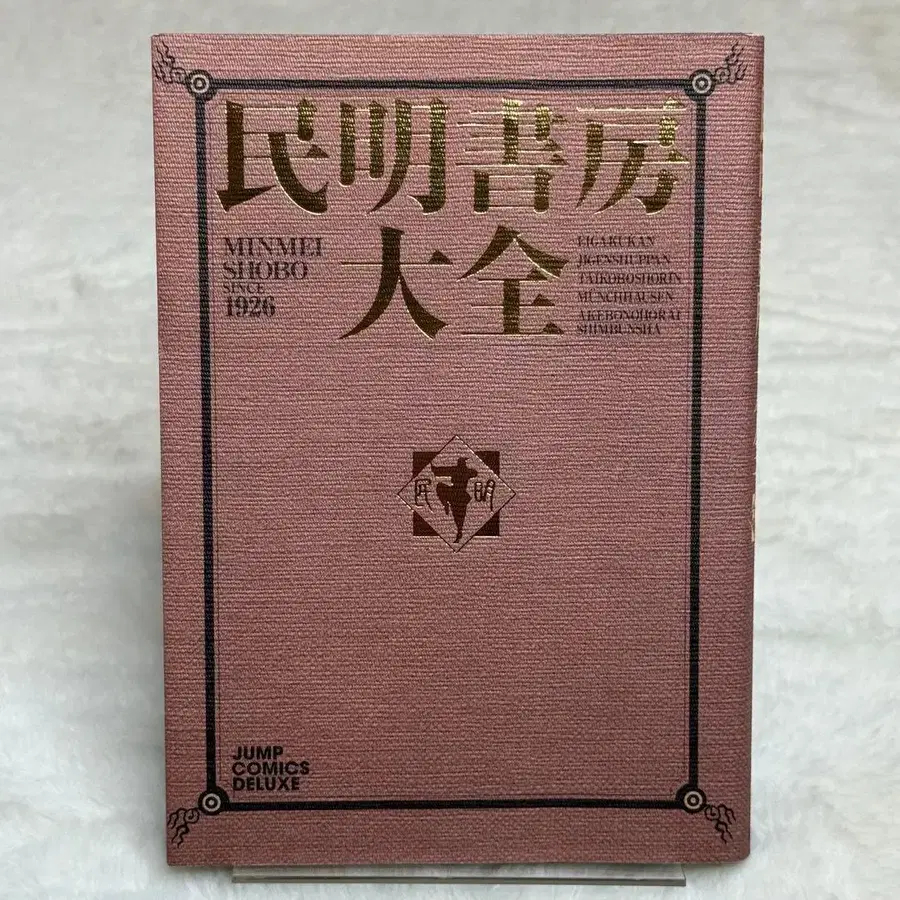 民明書房
大全
MINMEI
SHOBO
SINCE
1926
EIGAKUKAN
JIGENSHUPPAN
TAIKOBOSHORIN
MÜNCHHAUSEN
AKEBONOHORAI
SHIMBUNSHA
民 明
JUMP
COMICS
DELUXE